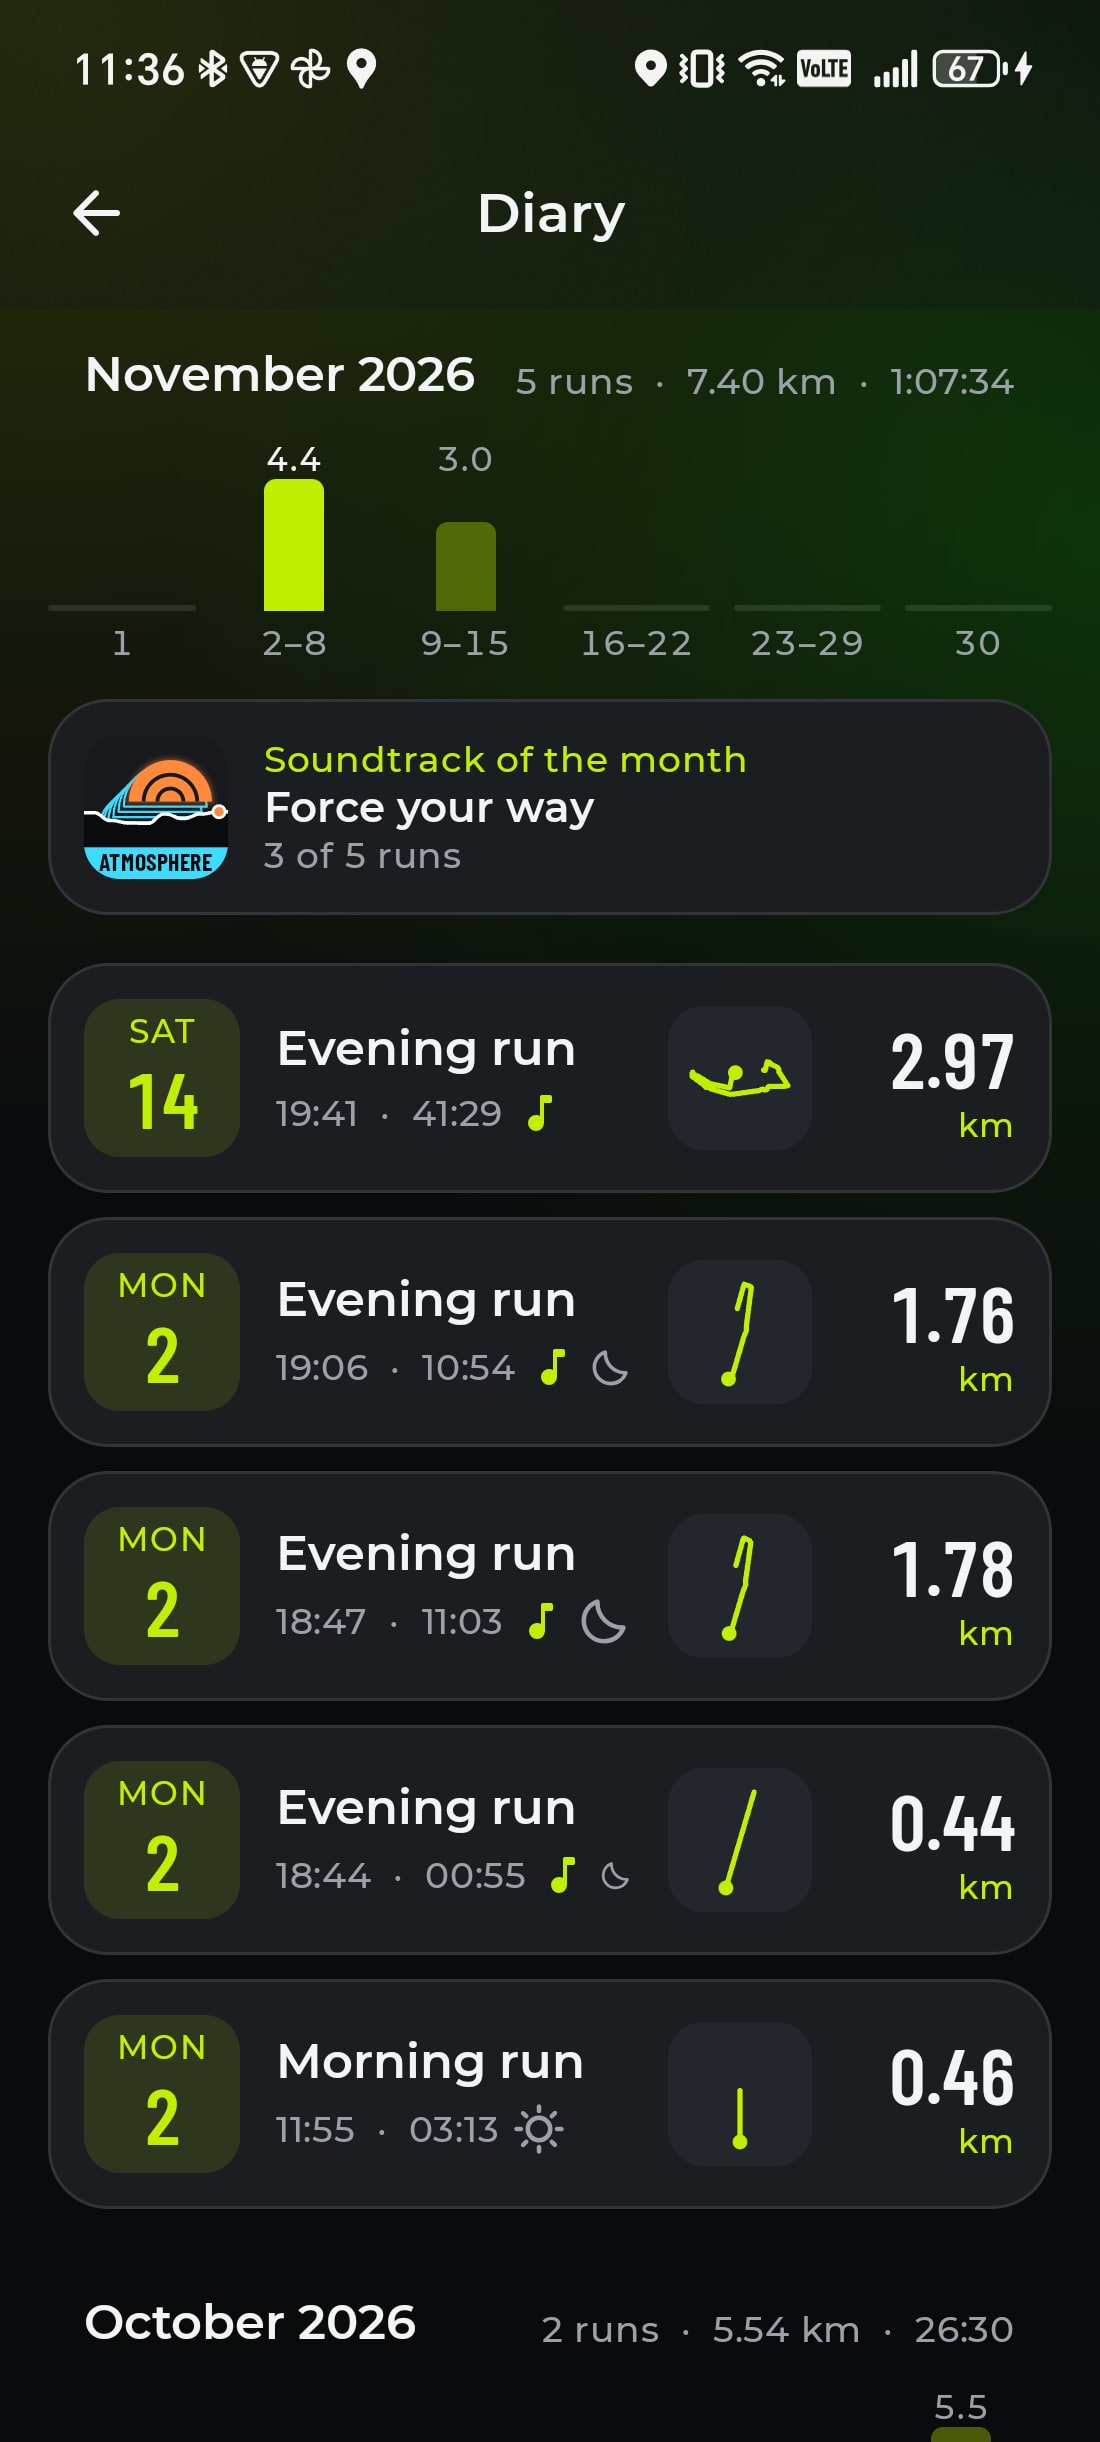 11:36 VoLTE 67
Diary
November 2026 5 runs · 7.40 km · 1:07:34
4.4 3.0
1 2–8 9–15 16–22 23–29 30
Soundtrack of the month
Force your way
3 of 5 runs
ATMOSPHERE
SAT
14
Evening run
19:41 · 41:29
2.97
km
MON
2
Evening run
19:06 · 10:54
1.76
km
MON
2
Evening run
18:47 · 11:03
1.78
km
MON
2
Evening run
18:44 · 00:55
0.44
km
MON
2
Morning run
11:55 · 03:13
0.46
km
October 2026 2 runs · 5.54 km · 26:30
5.5